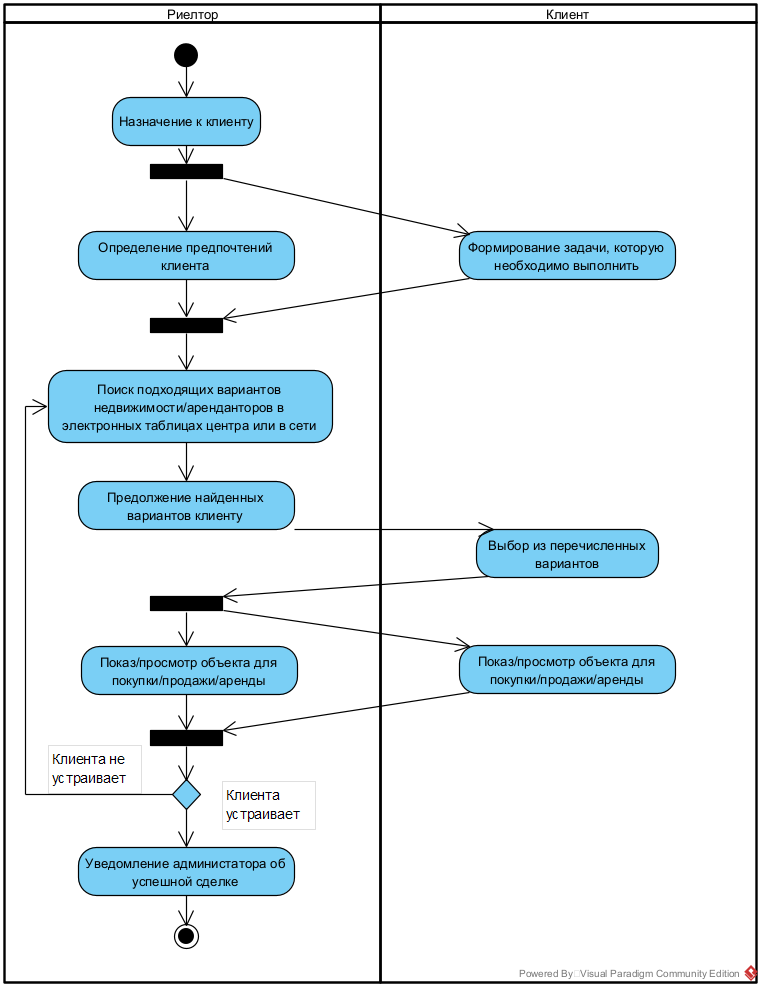 Риелтор
Клиент
Назначение к клиенту
Определение предпочтений
клиента
Формирование задачи, которую
необходимо выполнить
Поиск подходящих вариантов
недвижимости/аренданторов в
электронных таблицах центра или в сети
Предолжение найденных
вариантов клиенту
Выбор из перечисленных
вариантов
Показ/просмотр объекта для
покупки/продажи/аренды
Показ/просмотр объекта для
покупки/продажи/аренды
Клиента не
устраивает
Клиента
устраивает
Уведомление администатора об
успешной сделке
Powered By Visual Paradigm Community Edition